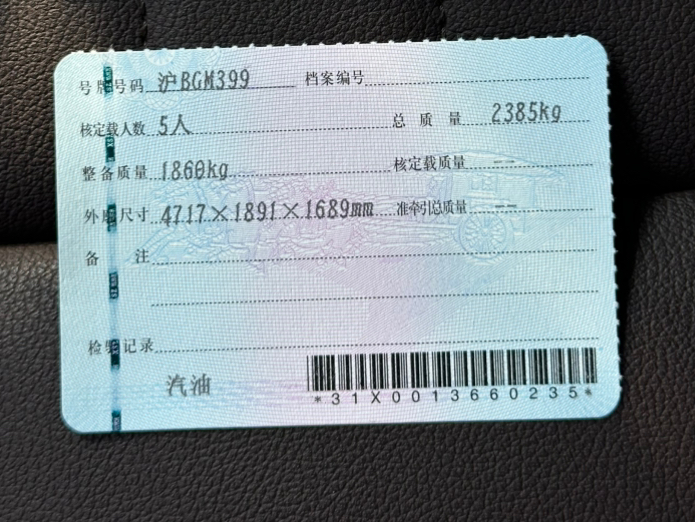 号牌号码 沪BGM399 档案编号
核定载人数 5人 总质量 2385kg
整备质量 1860kg 核定载质量 --
外廓尺寸 4717×1891×1689mm 准牵引总质量 --
备注
检验记录
汽油
*31X0013660235*